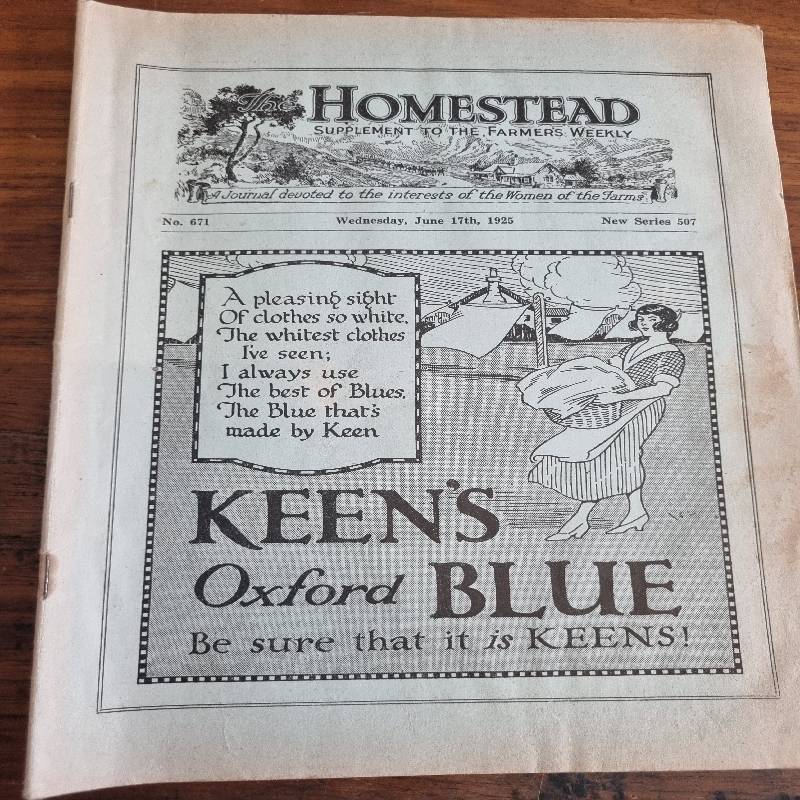 The HOMESTEAD
SUPPLEMENT TO THE FARMER'S WEEKLY
A Journal devoted to the interests of the Women of the Farms
No. 671 Wednesday, June 17th, 1925 New Series 507
A pleasing sight
Of clothes so white,
The whitest clothes
I've seen;
I always use
The best of Blues,
The Blue that's
made by Keen
KEEN'S
Oxford BLUE
Be sure that it is KEENS!